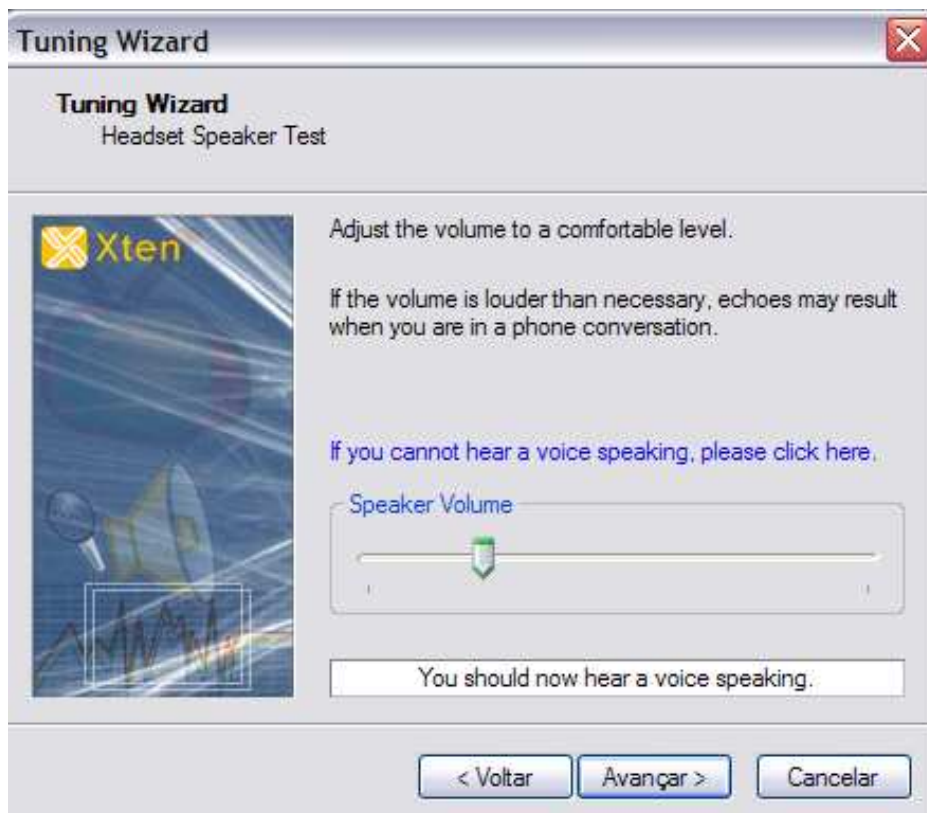 Tuning Wizard
Tuning Wizard
Headset Speaker Test
Xten
Adjust the volume to a comfortable level.
If the volume is louder than necessary, echoes may result
when you are in a phone conversation.
If you cannot hear a voice speaking, please click here.
Speaker Volume
You should now hear a voice speaking.
< Voltar
Avançar >
Cancelar